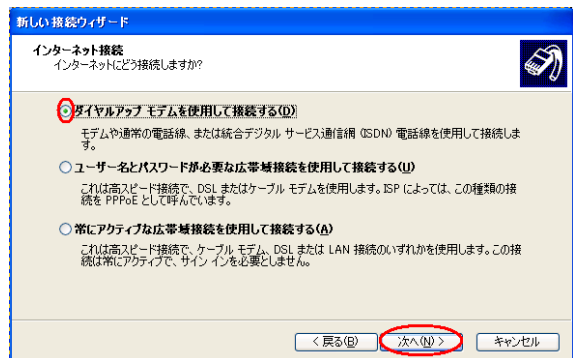 新しい接続ウィザード
インターネット接続
インターネットにどう接続しますか?
ダイヤルアップ モデムを使用して接続する(D)
モデムや通常の電話線、または統合デジタル サービス通信網 (ISDN) 電話線を使用して接続しま
す。
ユーザー名とパスワードが必要な広帯域接続を使用して接続する(U)
これは高スピード接続で、DSL またはケーブル モデムを使用します。ISP によっては、この種類の接
続を PPPoE として呼んでいます。
常にアクティブな広帯域接続を使用して接続する(A)
これは高スピード接続で、ケーブル モデム、DSL または LAN 接続のいずれかを使用します。この接
続は常にアクティブで、サイン インを必要としません。
< 戻る(B) 次へ(N) > キャンセル